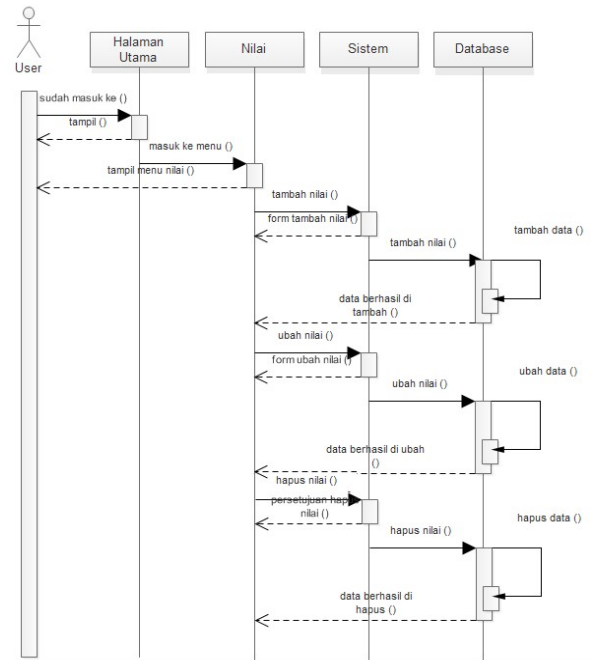 Halaman
Utama
Nilai
Sistem
Database
User
sudah masuk ke ()
tampil ()
masuk ke menu ()
tampil menu nilai ()
tambah nilai ()
form tambah nilai ()
tambah data ()
tambah nilai ()
data berhasil di
tambah ()
ubah nilai ()
form ubah nilai ()
ubah data ()
ubah nilai ()
data berhasil di ubah
()
hapus nilai ()
persetujuan hapus
nilai ()
hapus data ()
hapus nilai ()
data berhasil di
hapus ()